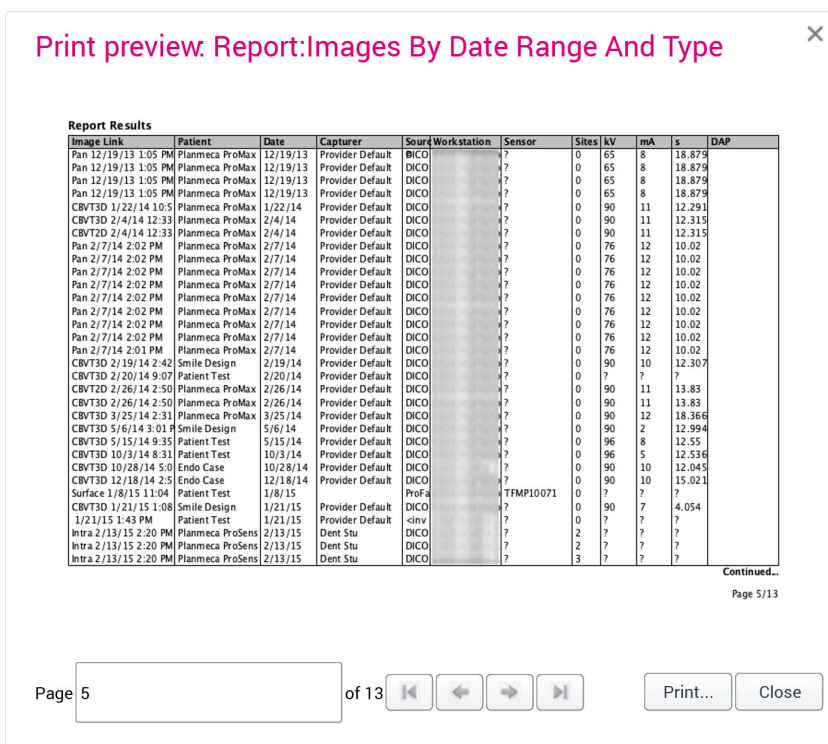 Print preview: Report:Images By Date Range And Type
Report Results
Image Link Patient Date Capturer Sourc Workstation Sensor Sites kV mA s DAP
Pan 12/19/13 1:05 PM Planmeca ProMax 12/19/13 Provider Default DICO ? 0 65 8 18.879
Pan 12/19/13 1:05 PM Planmeca ProMax 12/19/13 Provider Default DICO ? 0 65 8 18.879
Pan 12/19/13 1:05 PM Planmeca ProMax 12/19/13 Provider Default DICO ? 0 65 8 18.879
Pan 12/19/13 1:05 PM Planmeca ProMax 12/19/13 Provider Default DICO ? 0 65 8 18.879
CBVT3D 1/22/14 10:5 Planmeca ProMax 1/22/14 Provider Default DICO ? 0 90 11 12.291
CBVT3D 2/4/14 12:33 Planmeca ProMax 2/4/14 Provider Default DICO ? 0 90 11 12.315
CBVT2D 2/4/14 12:33 Planmeca ProMax 2/4/14 Provider Default DICO ? 0 90 11 12.315
Pan 2/7/14 2:02 PM Planmeca ProMax 2/7/14 Provider Default DICO ? 0 76 12 10.02
Pan 2/7/14 2:02 PM Planmeca ProMax 2/7/14 Provider Default DICO ? 0 76 12 10.02
Pan 2/7/14 2:02 PM Planmeca ProMax 2/7/14 Provider Default DICO ? 0 76 12 10.02
Pan 2/7/14 2:02 PM Planmeca ProMax 2/7/14 Provider Default DICO ? 0 76 12 10.02
Pan 2/7/14 2:02 PM Planmeca ProMax 2/7/14 Provider Default DICO ? 0 76 12 10.02
Pan 2/7/14 2:02 PM Planmeca ProMax 2/7/14 Provider Default DICO ? 0 76 12 10.02
Pan 2/7/14 2:02 PM Planmeca ProMax 2/7/14 Provider Default DICO ? 0 76 12 10.02
Pan 2/7/14 2:02 PM Planmeca ProMax 2/7/14 Provider Default DICO ? 0 76 12 10.02
Pan 2/7/14 2:01 PM Planmeca ProMax 2/7/14 Provider Default DICO ? 0 76 12 10.02
CBVT3D 2/19/14 2:42 Smile Design 2/19/14 Provider Default DICO ? 0 90 10 12.307
CBVT3D 2/20/14 9:07 Patient Test 2/20/14 Provider Default DICO ? 0 ? ? ?
CBVT2D 2/26/14 2:50 Planmeca ProMax 2/26/14 Provider Default DICO ? 0 90 11 13.83
CBVT3D 2/26/14 2:50 Planmeca ProMax 2/26/14 Provider Default DICO ? 0 90 11 13.83
CBVT3D 3/25/14 2:31 Planmeca ProMax 3/25/14 Provider Default DICO ? 0 90 12 18.366
CBVT3D 5/6/14 3:01 P Smile Design 5/6/14 Provider Default DICO ? 0 90 2 12.994
CBVT3D 5/15/14 9:35 Patient Test 5/15/14 Provider Default DICO ? 0 96 8 12.55
CBVT3D 10/3/14 8:31 Patient Test 10/3/14 Provider Default DICO ? 0 96 5 12.536
CBVT3D 10/28/14 5:0 Endo Case 10/28/14 Provider Default DICO ? 0 90 10 12.045
CBVT3D 12/18/14 2:5 Endo Case 12/18/14 Provider Default DICO ? 0 90 10 15.021
Surface 1/8/15 11:04 Patient Test 1/8/15 ProFa TFMP10071 0 ? ? ?
CBVT3D 1/21/15 1:08 Smile Design 1/21/15 Provider Default DICO ? 0 90 7 4.054
1/21/15 1:43 PM Patient Test 1/21/15 Provider Default <inv ? 0 ? ? ?
Intra 2/13/15 2:20 PM Planmeca ProSens 2/13/15 Dent Stu DICO ? 2 ? ? ?
Intra 2/13/15 2:20 PM Planmeca ProSens 2/13/15 Dent Stu DICO ? 2 ? ? ?
Intra 2/13/15 2:20 PM Planmeca ProSens 2/13/15 Dent Stu DICO ? 3 ? ? ?
Continued...
Page 5/13
Page 5 of 13 Print... Close